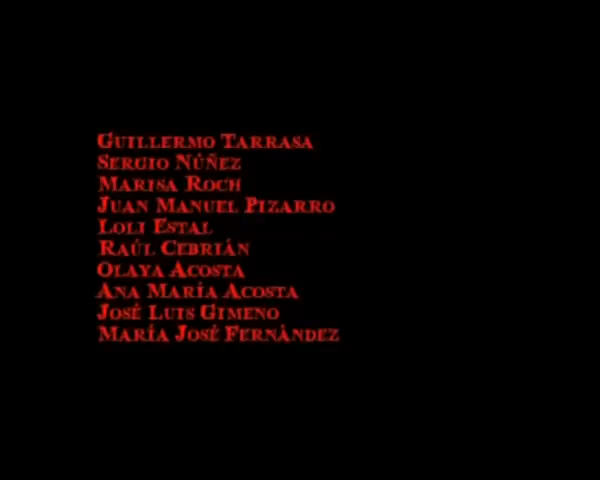 Guillermo Tarrasa
Sergio Núñez
Marisa Roch
Juan Manuel Pizarro
Loli Estal
Raúl Cebrián
Olaya Acosta
Ana María Acosta
José Luis Gimeno
María José Fernández